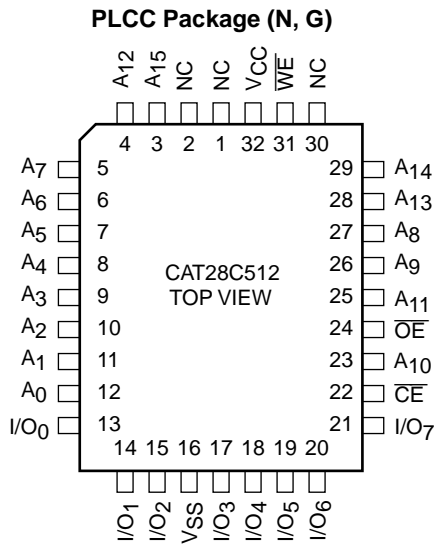 PLCC Package (N, G)
A12 A15 NC NC VCC W̅E̅ NC
4 3 2 1 32 31 30
A7 5 29 A14
A6 6 28 A13
A5 7 27 A8
A4 8 26 A9
CAT28C512
TOP VIEW
A3 9 25 A11
A2 10 24 O̅E̅
A1 11 23 A10
A0 12 22 C̅E̅
I/O0 13 21 I/O7
14 15 16 17 18 19 20
I/O1 I/O2 VSS I/O3 I/O4 I/O5 I/O6